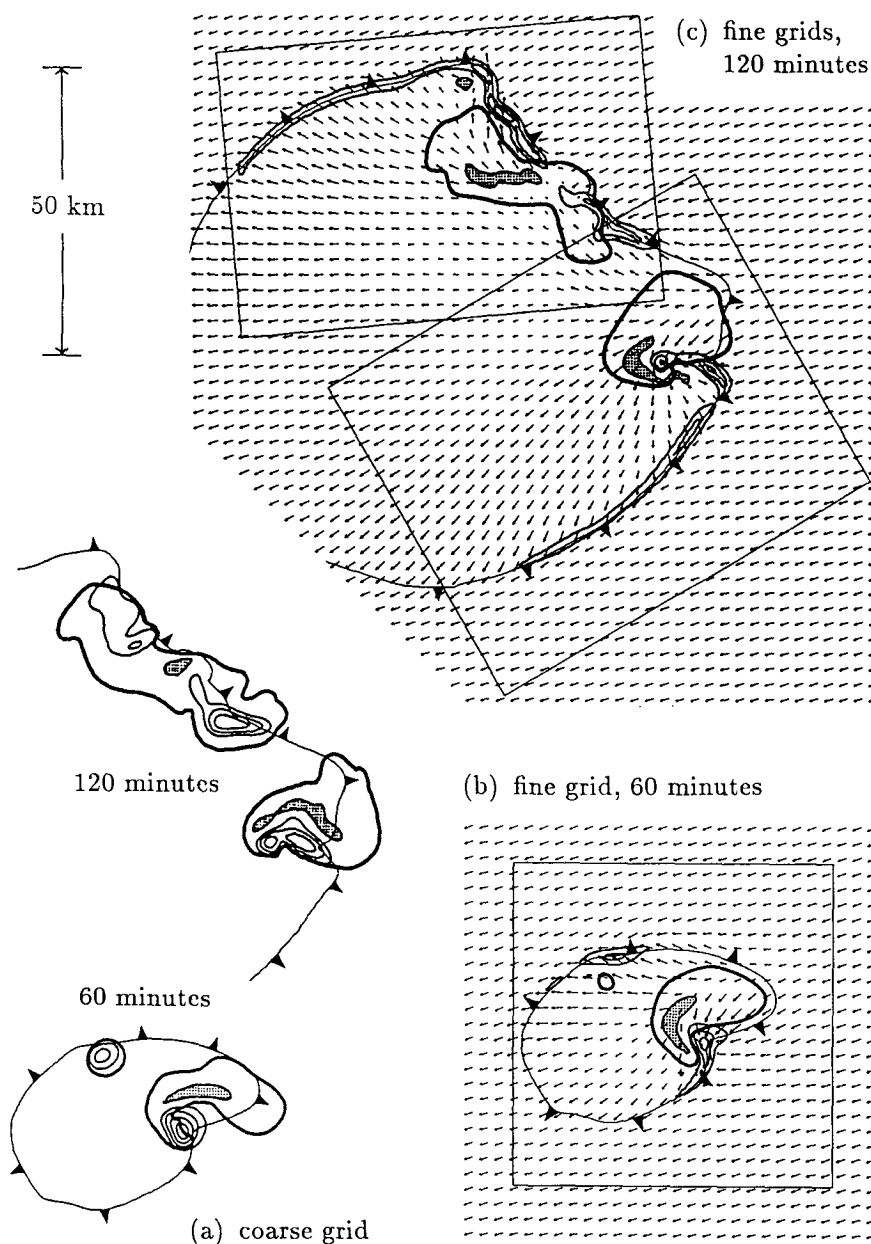 (c) fine grids,
120 minutes
50 km
120 minutes
(b) fine grid, 60 minutes
60 minutes
(a) coarse grid